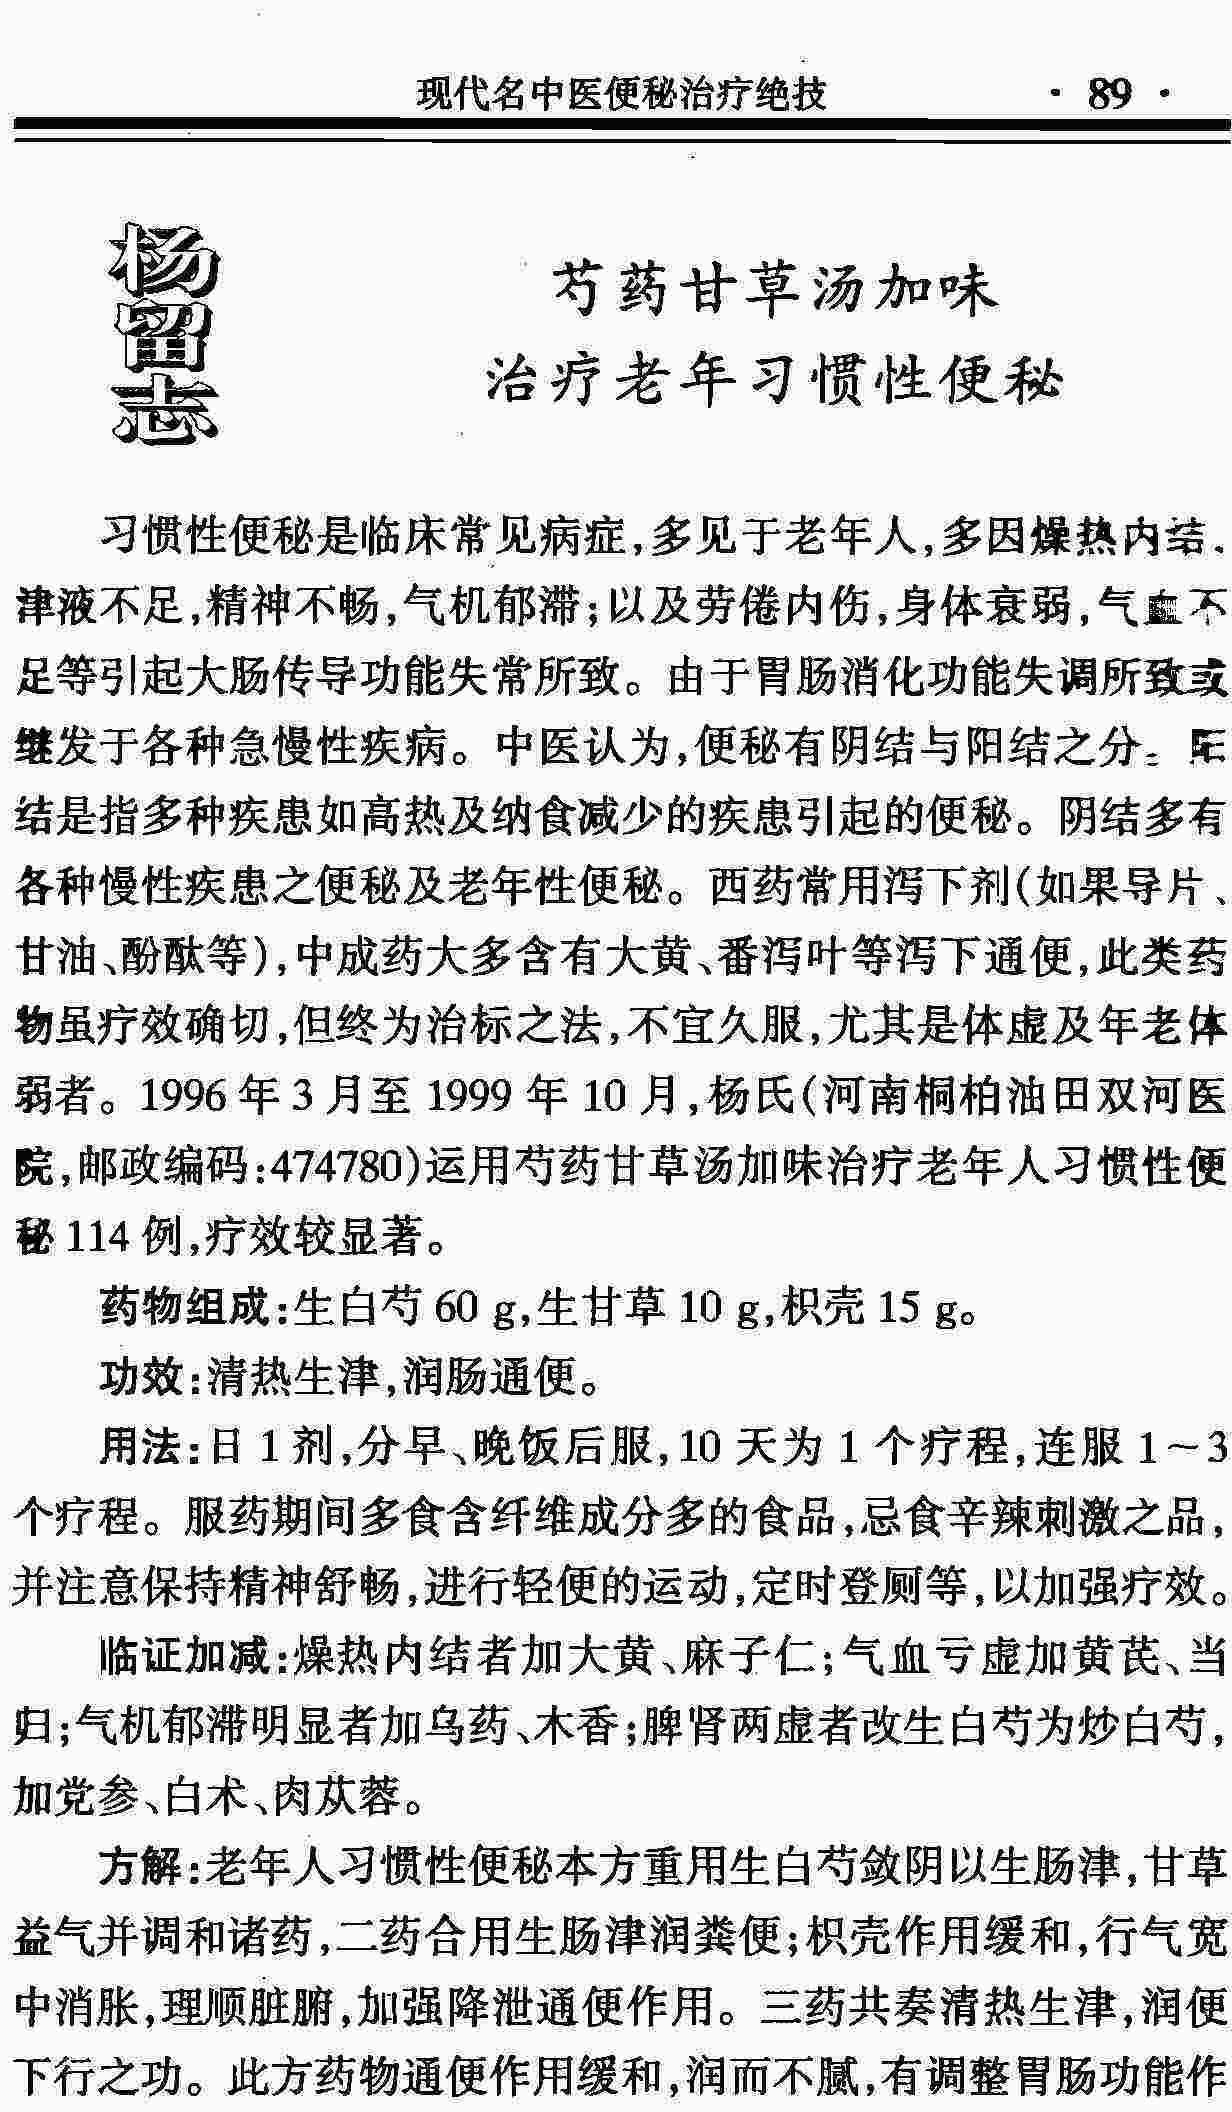 现代名中医便秘治疗绝技 · 89 ·
杨留志
芍药甘草汤加味
治疗老年习惯性便秘
习惯性便秘是临床常见病症,多见于老年人,多因燥热内结、
津液不足,精神不畅,气机郁滞;以及劳倦内伤,身体衰弱,气血不
足等引起大肠传导功能失常所致。由于胃肠消化功能失调所致或
继发于各种急慢性疾病。中医认为,便秘有阴结与阳结之分。阳
结是指多种疾患如高热及纳食减少的疾患引起的便秘。阴结多有
各种慢性疾患之便秘及老年性便秘。西药常用泻下剂(如果导片、
甘油、酚酞等),中成药大多含有大黄、番泻叶等泻下通便,此类药
物虽疗效确切,但终为治标之法,不宜久服,尤其是体虚及年老体
弱者。1996 年 3 月至 1999 年 10 月,杨氏(河南桐柏油田双河医
院,邮政编码:474780)运用芍药甘草汤加味治疗老年人习惯性便
秘 114 例,疗效较显著。
药物组成:生白芍 60 g,生甘草 10 g,枳壳 15 g。
功效:清热生津,润肠通便。
用法:日 1 剂,分早、晚饭后服,10 天为 1 个疗程,连服 1～3
个疗程。服药期间多食含纤维成分多的食品,忌食辛辣刺激之品,
并注意保持精神舒畅,进行轻便的运动,定时登厕等,以加强疗效。
临证加减:燥热内结者加大黄、麻子仁;气血亏虚加黄芪、当
归;气机郁滞明显者加乌药、木香;脾肾两虚者改生白芍为炒白芍,
加党参、白术、肉苁蓉。
方解:老年人习惯性便秘本方重用生白芍敛阴以生肠津,甘草
益气并调和诸药,二药合用生肠津润粪便;枳壳作用缓和,行气宽
中消胀,理顺脏腑,加强降泄通便作用。三药共奏清热生津,润便
下行之功。此方药物通便作用缓和,润而不腻,有调整胃肠功能作